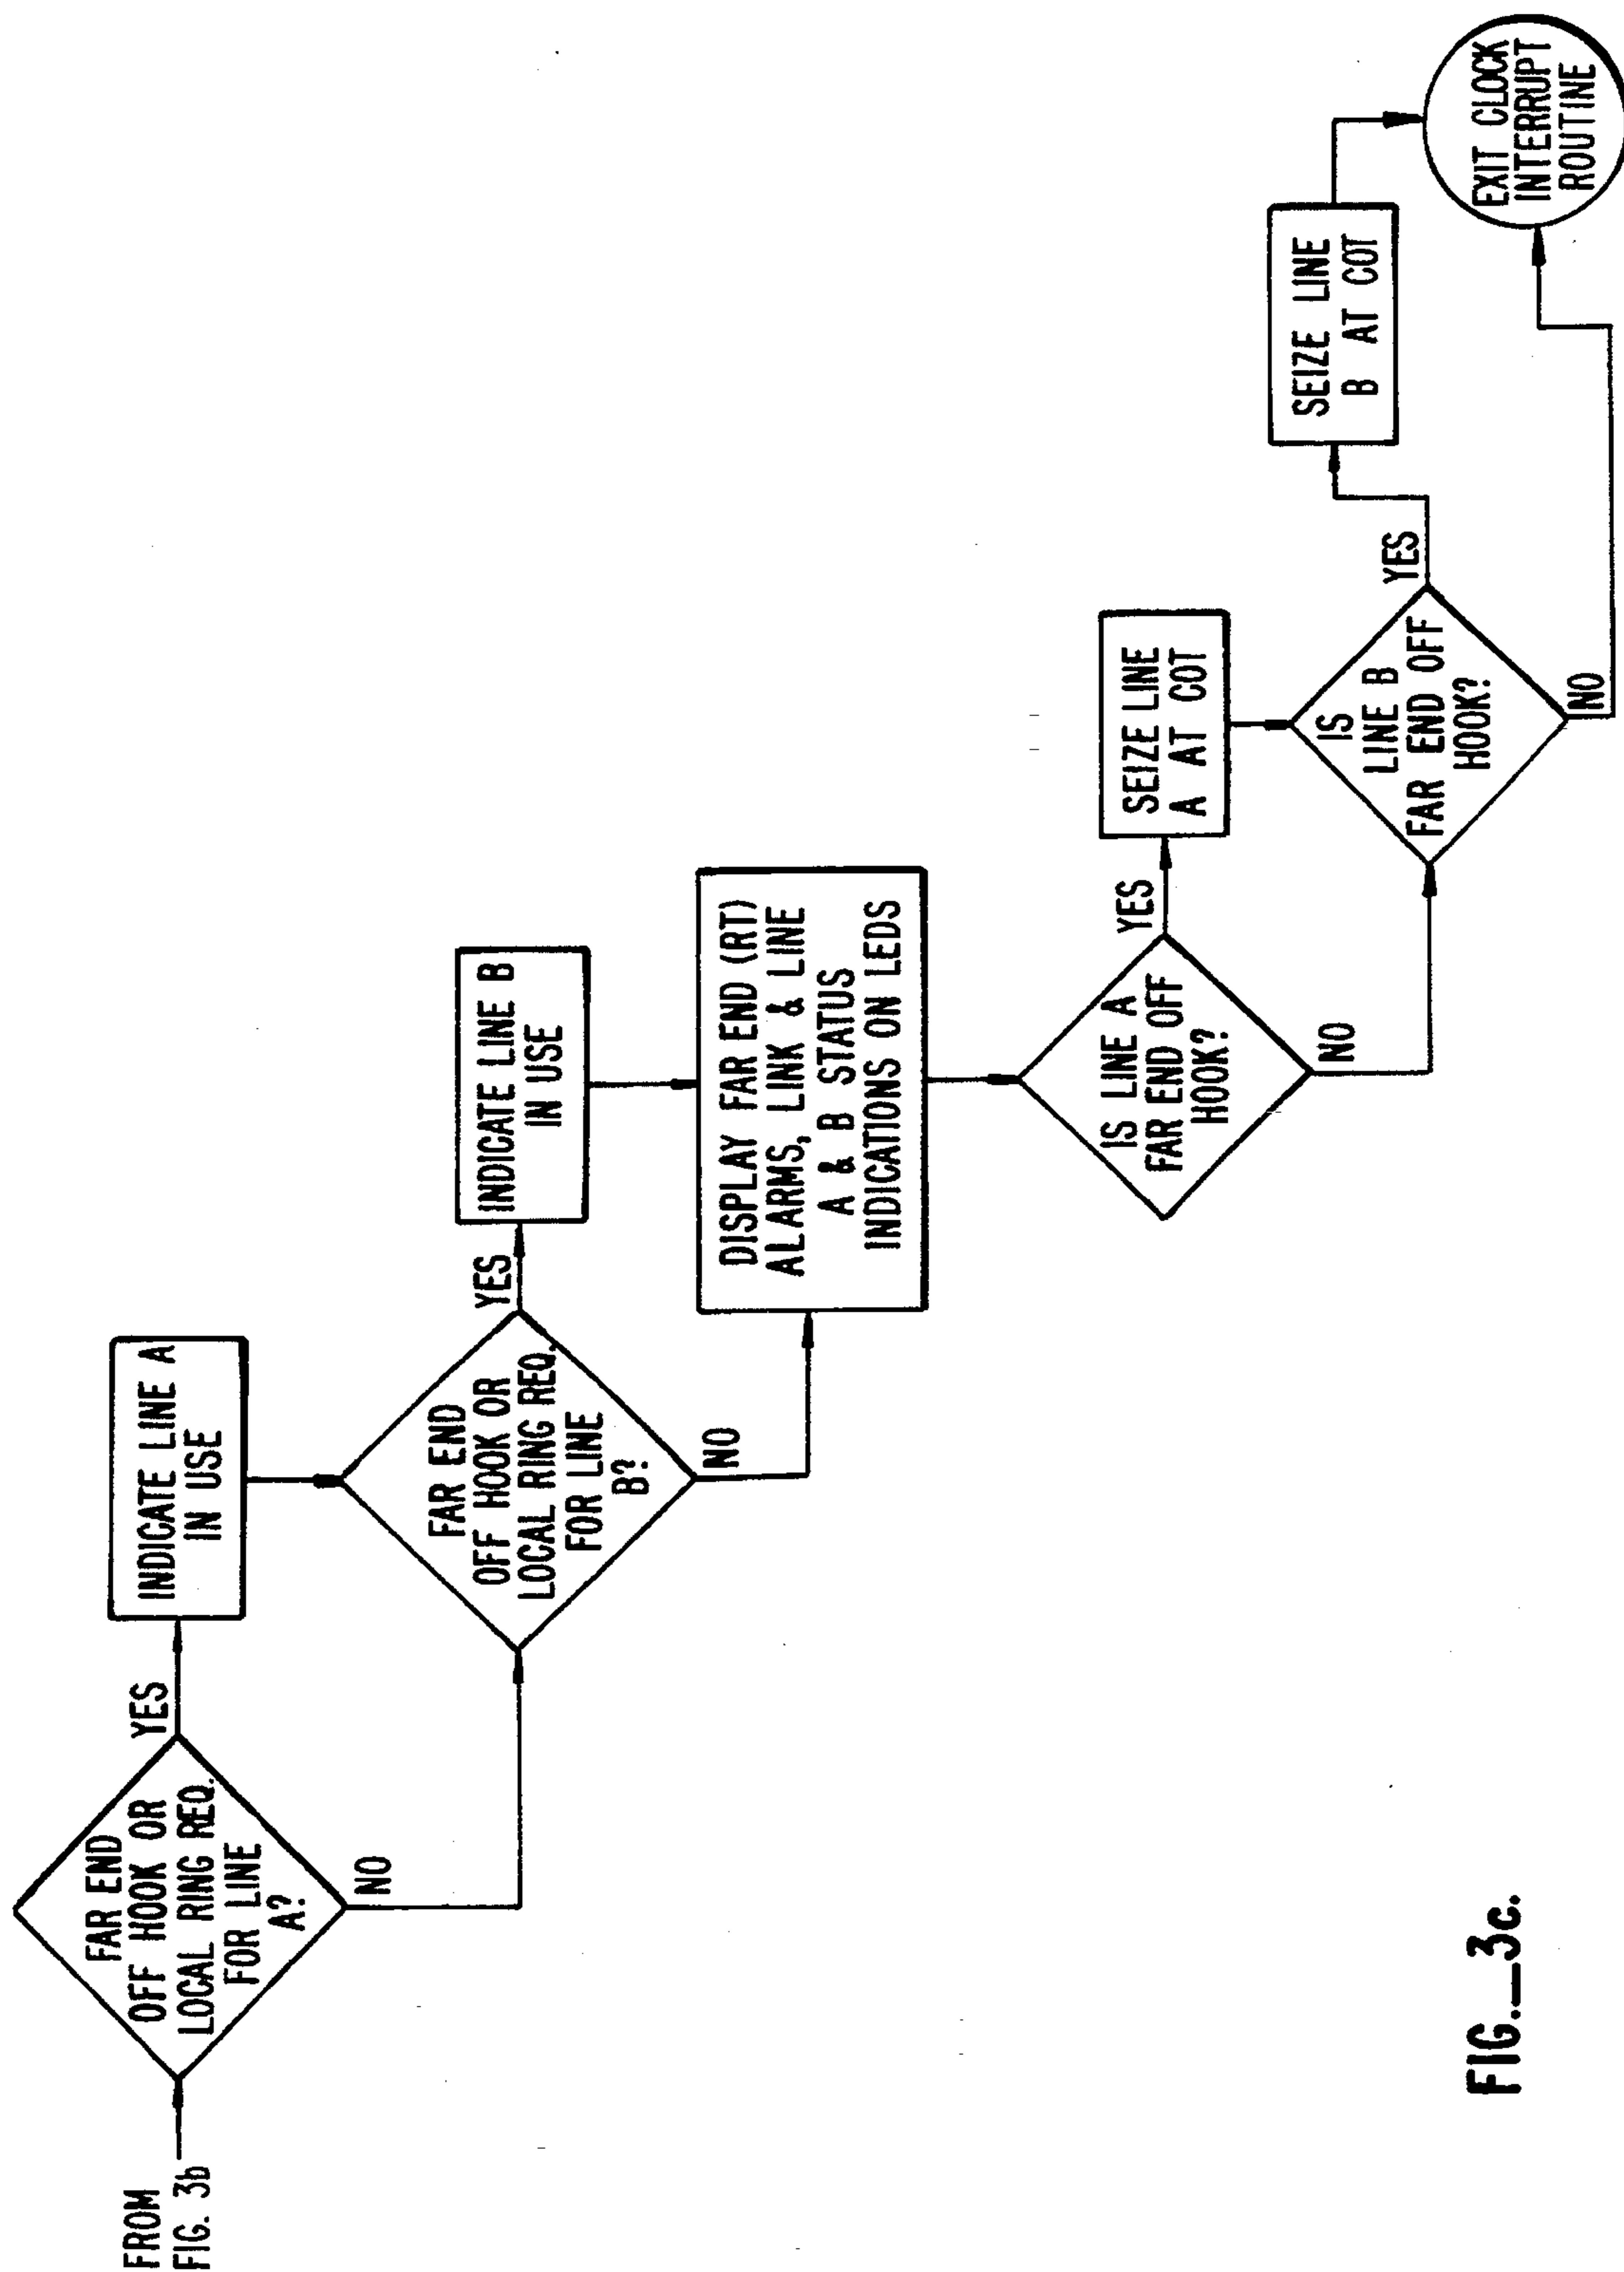 FROM
FIG. 3b
FAR END
OFF HOOK OR
LOCAL RING REQ.
FOR LINE
A?
YES
NO
INDICATE LINE A
IN USE
FAR END
OFF HOOK OR
LOCAL RING REQ.
FOR LINE
B?
YES
NO
INDICATE LINE B
IN USE
DISPLAY FAR END (RT)
ALARMS, LINK & LINE
A & B STATUS
INDICATIONS ON LEDS
IS LINE A
FAR END OFF
HOOK?
YES
NO
SEIZE LINE
A AT COT
IS
LINE B
FAR END OFF
HOOK?
YES
NO
SEIZE LINE
B AT COT
EXIT CLOCK
INTERRUPT
ROUTINE
FIG._3c.